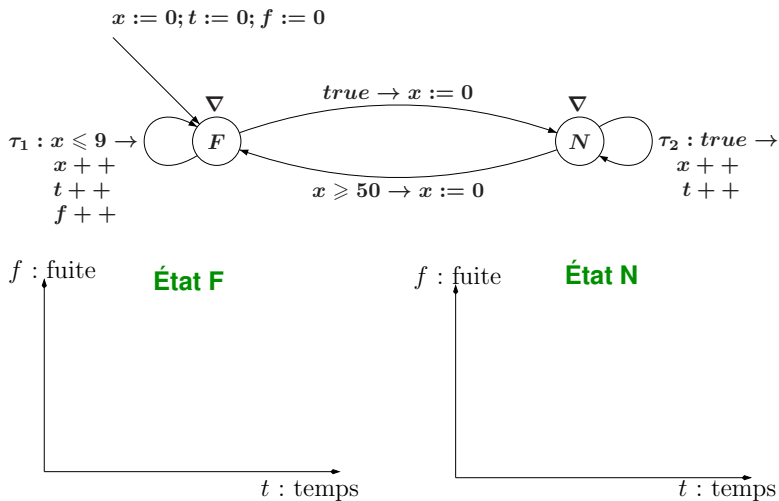 x := 0; t := 0; f := 0
∇
∇
true → x := 0
τ₁ : x ⩽ 9 →
F
N
τ₂ : true →
x + +
x + +
x ⩾ 50 → x := 0
t + +
t + +
f + +
f : fuite
État F
f : fuite
État N
t : temps
t : temps